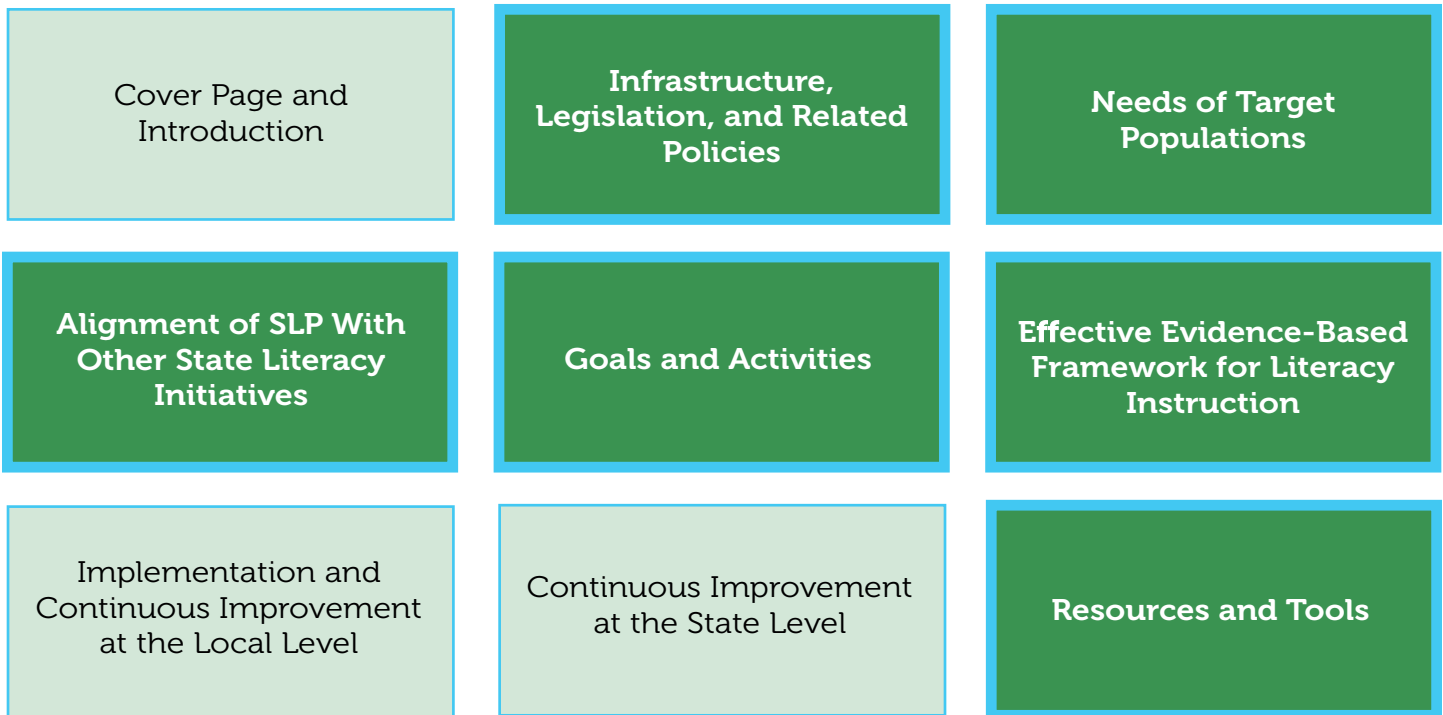 Cover Page and
Introduction
Infrastructure,
Legislation, and Related
Policies
Needs of Target
Populations
Alignment of SLP With
Other State Literacy
Initiatives
Goals and Activities
Effective Evidence-Based
Framework for Literacy
Instruction
Implementation and
Continuous Improvement
at the Local Level
Continuous Improvement
at the State Level
Resources and Tools